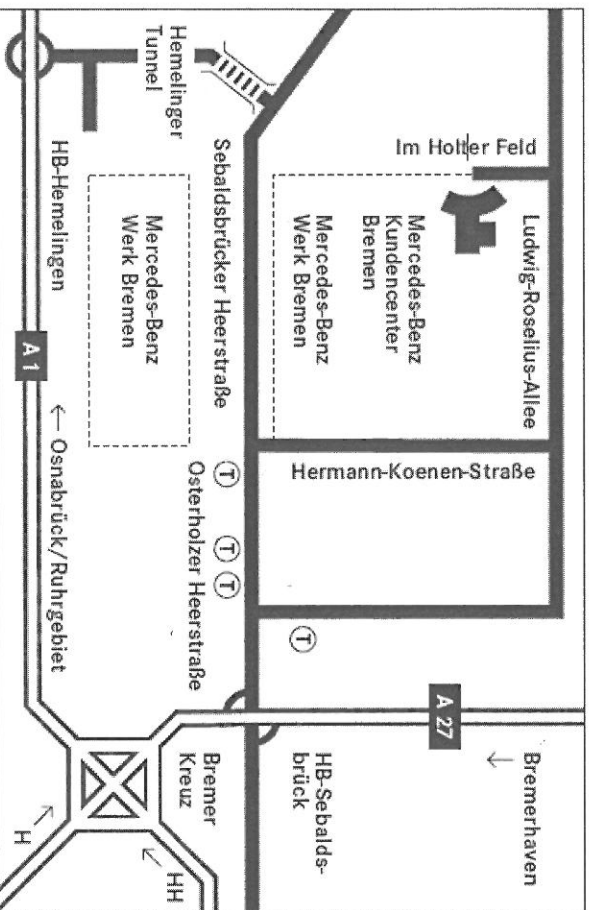 Im Holter Feld
Ludwig-Roselius-Allee
Bremerhaven
Mercedes-Benz
Kundencenter
Bremen
Mercedes-Benz
Werk Bremen
Hermann-Koenen-Straße
T
A 27
HB-Sebalds-
brück
Hemelinger
Tunnel
Sebaldsbrücker Heerstraße
T
T
T
Osterholzer Heerstraße
Mercedes-Benz
Werk Bremen
Bremer
Kreuz
HH
HB-Hemelingen
A 1
← Osnabrück/Ruhrgebiet
H